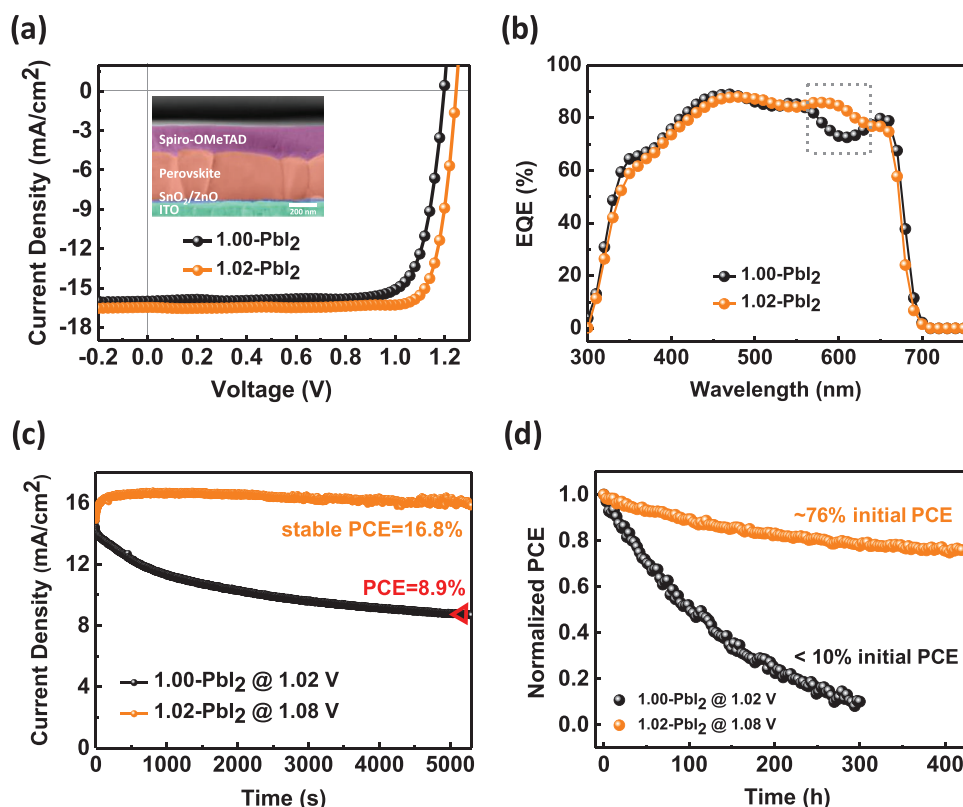 (a)
Current Density (mA/cm²)
0
-3
-6
-9
-12
-15
-18
Spiro-OMeTAD
Perovskite
SnO₂/ZnO
ITO
200 nm
1.00-PbI₂
1.02-PbI₂
-0.2 0.0 0.2 0.4 0.6 0.8 1.0 1.2
Voltage (V)
(b)
EQE (%)
100
80
60
40
20
0
1.00-PbI₂
1.02-PbI₂
300 400 500 600 700
Wavelength (nm)
(c)
Current Density (mA/cm²)
20
16
12
8
4
0
stable PCE=16.8%
PCE=8.9%
1.00-PbI₂ @ 1.02 V
1.02-PbI₂ @ 1.08 V
0 1000 2000 3000 4000 5000
Time (s)
(d)
Normalized PCE
1.0
0.8
0.6
0.4
0.2
0.0
~76% initial PCE
< 10% initial PCE
1.00-PbI₂ @ 1.02 V
1.02-PbI₂ @ 1.08 V
0 100 200 300 400
Time (h)